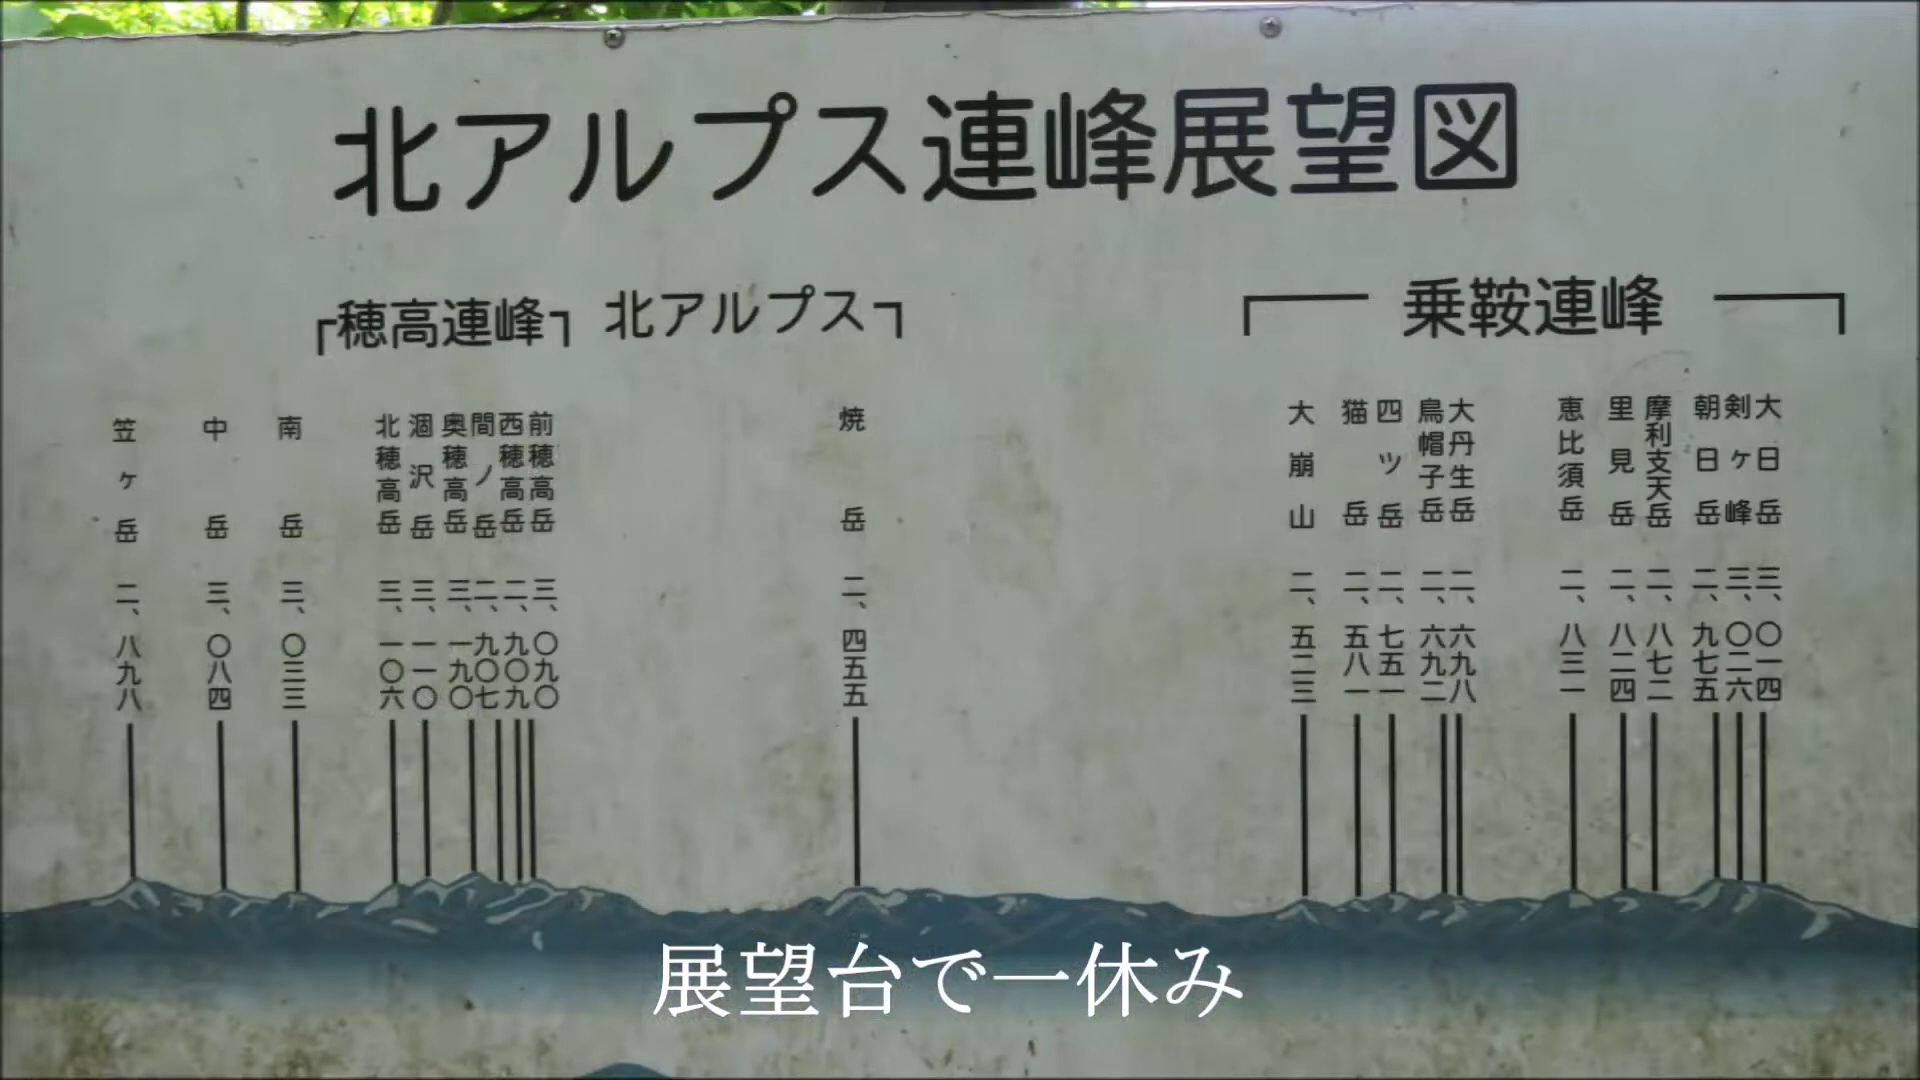 北アルプス連峰展望図
穂高連峰
北アルプス
乗鞍連峰
笠ヶ岳 二、八九八
中岳 三、〇八四
南岳 三、〇三三
北穂高岳 三、一〇六
涸沢岳 三、一一〇
奥穂高岳 三、一九〇
間ノ岳 二、九〇七
西穂高岳 二、九〇九
前穂高岳 三、〇九〇
焼岳 二、四五五
大崩山 二、五二三
猫岳 二、五八一
四ツ岳 二、七五一
烏帽子岳 二、六九二
大丹生岳 二、六九八
恵比須岳 二、八三一
里見岳 二、八二四
摩利支天岳 二、八七二
朝日岳 二、九七五
剣ヶ峰 三、〇二六
大日岳 三、〇一四
展望台で一休み